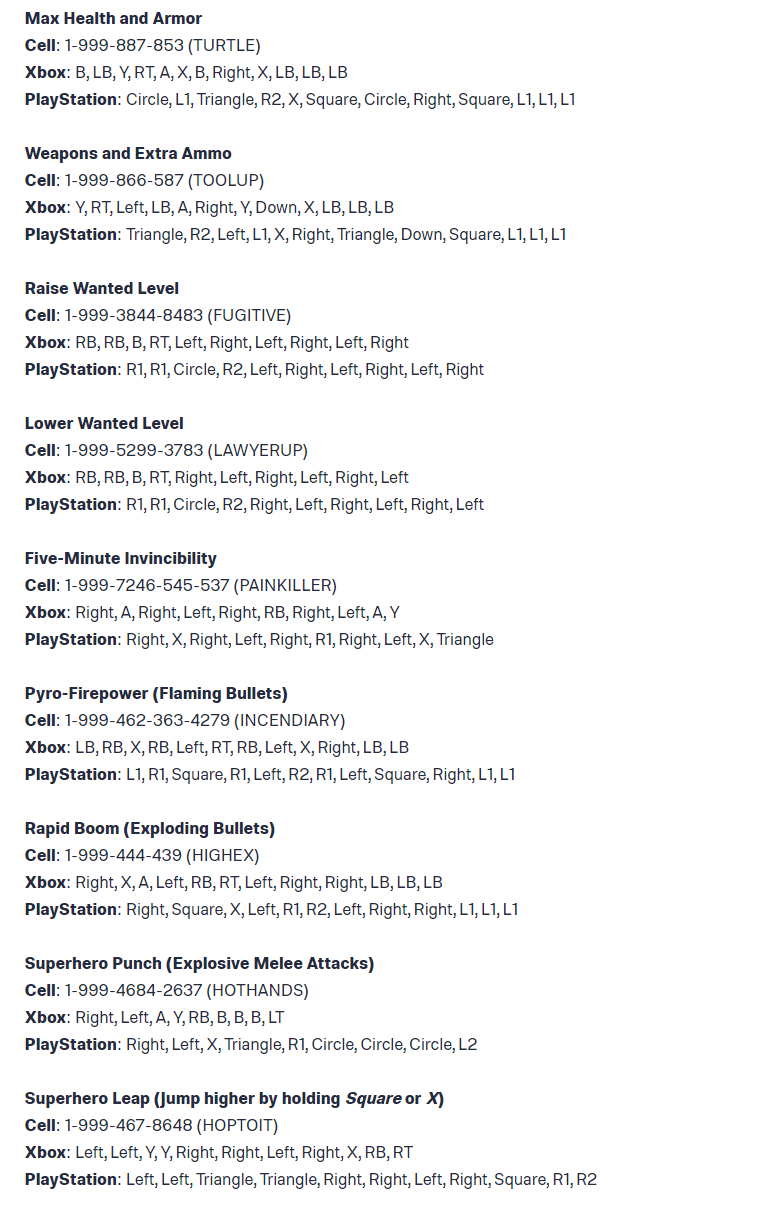 Max Health and Armor
Cell: 1-999-887-853 (TURTLE)
Xbox: B, LB, Y, RT, A, X, B, Right, X, LB, LB, LB
PlayStation: Circle, L1, Triangle, R2, X, Square, Circle, Right, Square, L1, L1, L1
Weapons and Extra Ammo
Cell: 1-999-866-587 (TOOLUP)
Xbox: Y, RT, Left, LB, A, Right, Y, Down, X, LB, LB, LB
PlayStation: Triangle, R2, Left, L1, X, Right, Triangle, Down, Square, L1, L1, L1
Raise Wanted Level
Cell: 1-999-3844-8483 (FUGITIVE)
Xbox: RB, RB, B, RT, Left, Right, Left, Right, Left, Right
PlayStation: R1, R1, Circle, R2, Left, Right, Left, Right, Left, Right
Lower Wanted Level
Cell: 1-999-5299-3783 (LAWYERUP)
Xbox: RB, RB, B, RT, Right, Left, Right, Left, Right, Left
PlayStation: R1, R1, Circle, R2, Right, Left, Right, Left, Right, Left
Five-Minute Invincibility
Cell: 1-999-7246-545-537 (PAINKILLER)
Xbox: Right, A, Right, Left, Right, RB, Right, Left, A, Y
PlayStation: Right, X, Right, Left, Right, R1, Right, Left, X, Triangle
Pyro-Firepower (Flaming Bullets)
Cell: 1-999-462-363-4279 (INCENDIARY)
Xbox: LB, RB, X, RB, Left, RT, RB, Left, X, Right, LB, LB
PlayStation: L1, R1, Square, R1, Left, R2, R1, Left, Square, Right, L1, L1
Rapid Boom (Exploding Bullets)
Cell: 1-999-444-439 (HIGHEX)
Xbox: Right, X, A, Left, RB, RT, Left, Right, Right, LB, LB, LB
PlayStation: Right, Square, X, Left, R1, R2, Left, Right, Right, L1, L1, L1
Superhero Punch (Explosive Melee Attacks)
Cell: 1-999-4684-2637 (HOTHANDS)
Xbox: Right, Left, A, Y, RB, B, B, B, LT
PlayStation: Right, Left, X, Triangle, R1, Circle, Circle, Circle, L2
Superhero Leap (Jump higher by holding Square or X)
Cell: 1-999-467-8648 (HOPTOIT)
Xbox: Left, Left, Y, Y, Right, Right, Left, Right, X, RB, RT
PlayStation: Left, Left, Triangle, Triangle, Right, Right, Left, Right, Square, R1, R2